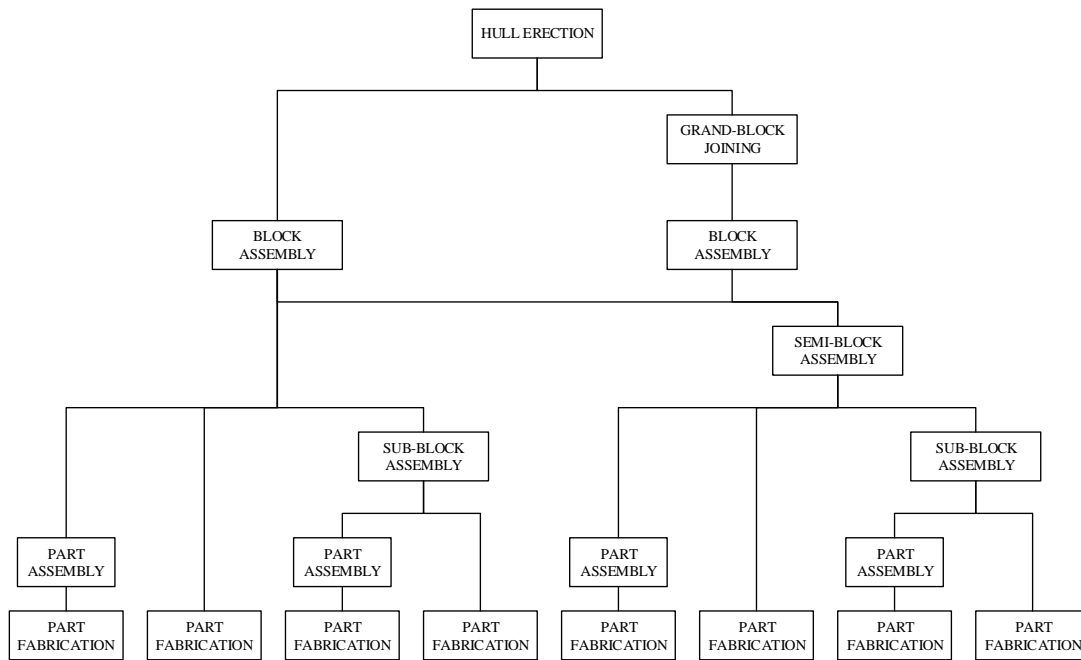 HULL ERECTION
GRAND-BLOCK
JOINING
BLOCK
ASSEMBLY
BLOCK
ASSEMBLY
SEMI-BLOCK
ASSEMBLY
SUB-BLOCK
ASSEMBLY
SUB-BLOCK
ASSEMBLY
PART
ASSEMBLY
PART
ASSEMBLY
PART
ASSEMBLY
PART
ASSEMBLY
PART
FABRICATION
PART
FABRICATION
PART
FABRICATION
PART
FABRICATION
PART
FABRICATION
PART
FABRICATION
PART
FABRICATION
PART
FABRICATION